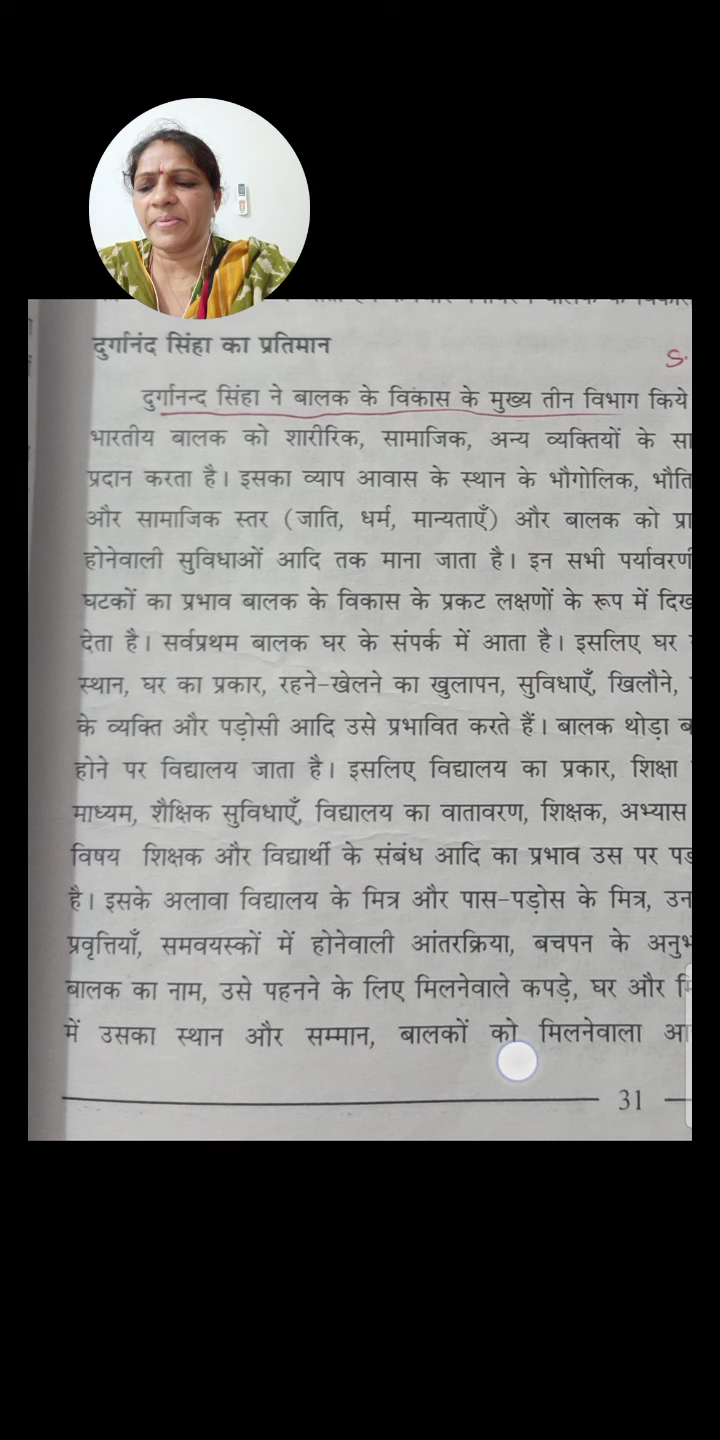 दुर्गानंद सिंहा का प्रतिमान
S.
दुर्गानन्द सिंहा ने बालक के विकास के मुख्य तीन विभाग किये
भारतीय बालक को शारीरिक, सामाजिक, अन्य व्यक्तियों के
प्रदान करता है। इसका व्याप आवास के स्थान के भौगोलिक,
और सामाजिक स्तर (जाति, धर्म, मान्यताएँ) और बालक को
होनेवाली सुविधाओं आदि तक माना जाता है। इन सभी
घटकों का प्रभाव बालक के विकास के प्रकट लक्षणों के रूप में
देता है। सर्वप्रथम बालक घर के संपर्क में आता है। इसलिए घर
स्थान, घर का प्रकार, रहने-खेलने का खुलापन, सुविधाएँ, खिलौने,
के व्यक्ति और पड़ोसी आदि उसे प्रभावित करते हैं। बालक थोड़ा
होने पर विद्यालय जाता है। इसलिए विद्यालय का प्रकार, शिक्षा
माध्यम, शैक्षिक सुविधाएँ, विद्यालय का वातावरण, शिक्षक, अभ्यास
विषय शिक्षक और विद्यार्थी के संबंध आदि का प्रभाव उस पर
है। इसके अलावा विद्यालय के मित्र और पास-पड़ोस के मित्र,
प्रवृत्तियाँ, समवयस्कों में होनेवाली आंतरक्रिया, बचपन के
बालक का नाम, उसे पहनने के लिए मिलनेवाले कपड़े, घर और
में उसका स्थान और सम्मान, बालकों को मिलनेवाला
31